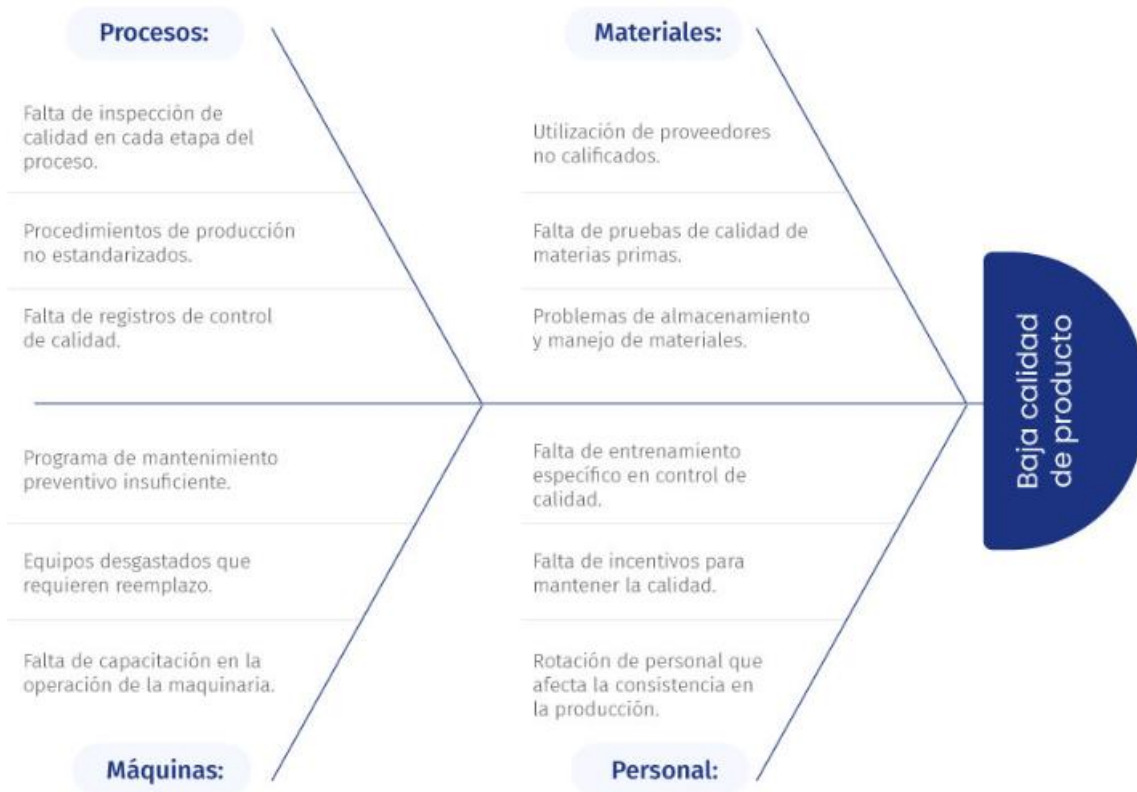 Procesos:
Falta de inspección de
calidad en cada etapa del
proceso.
Procedimientos de producción
no estandarizados.
Falta de registros de control
de calidad.
Materiales:
Utilización de proveedores
no calificados.
Falta de pruebas de calidad de
materias primas.
Problemas de almacenamiento
y manejo de materiales.
Programa de mantenimiento
preventivo insuficiente.
Equipos desgastados que
requieren reemplazo.
Falta de capacitación en la
operación de la maquinaria.
Máquinas:
Falta de entrenamiento
específico en control de
calidad.
Falta de incentivos para
mantener la calidad.
Rotación de personal que
afecta la consistencia en
la producción.
Personal:
Baja calidad
de producto